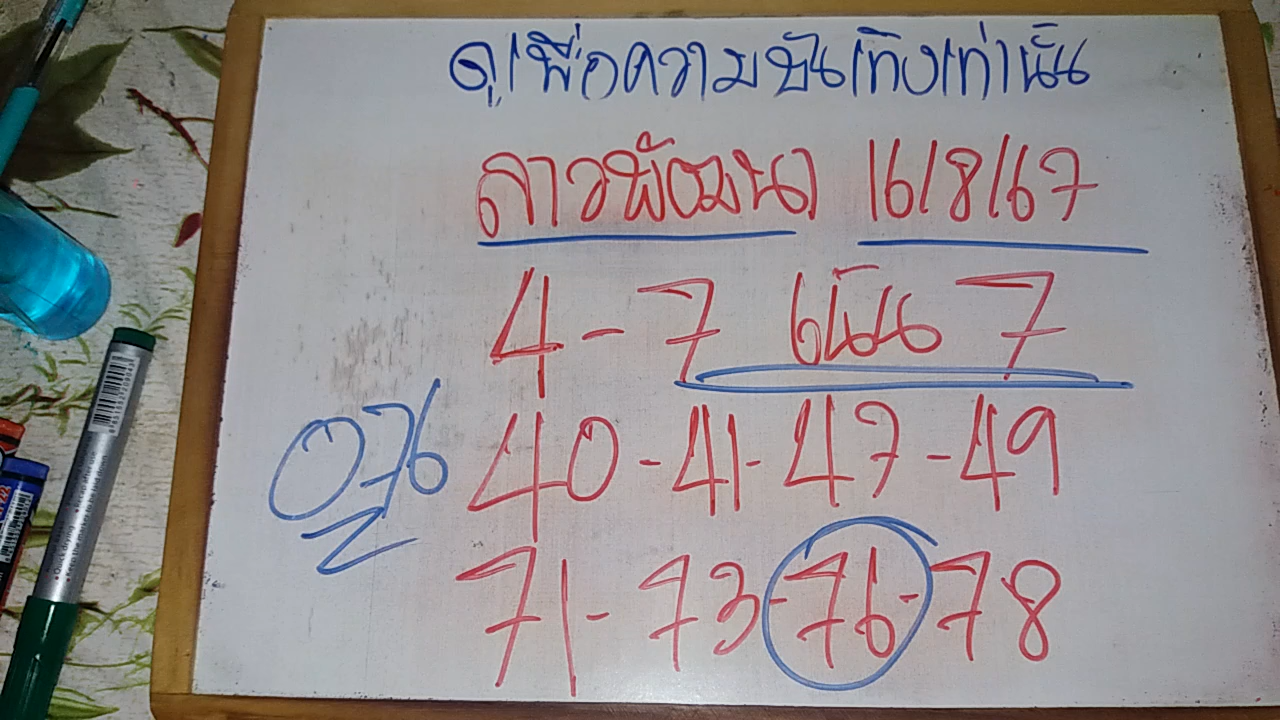 ดูเพื่อความบันเทิงเท่านั้น
ลาวพัฒนา 16/8/67
4-7 เน้น 7
076
40-41-47-49
71-73-76-78